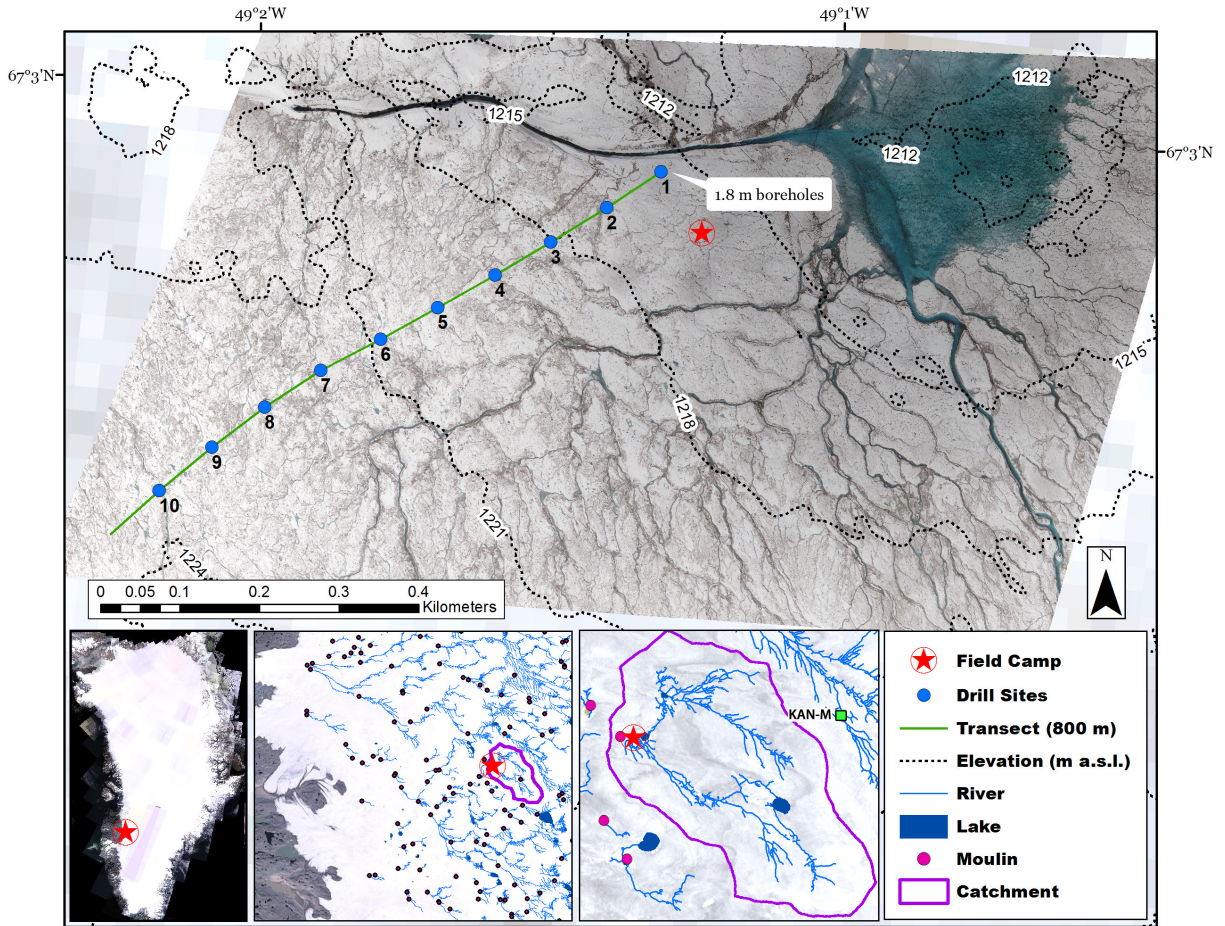 49°2'W
49°1'W
67°3'N
67°3'N
1212
1218
1215
1212
1212
1
1.8 m boreholes
2
3
4
5
6
7
8
9
10
1215
1218
1221
1224
N
0 0.05 0.1 0.2 0.3 0.4
Kilometers
KAN-M
Field Camp
Drill Sites
Transect (800 m)
Elevation (m a.s.l.)
River
Lake
Moulin
Catchment